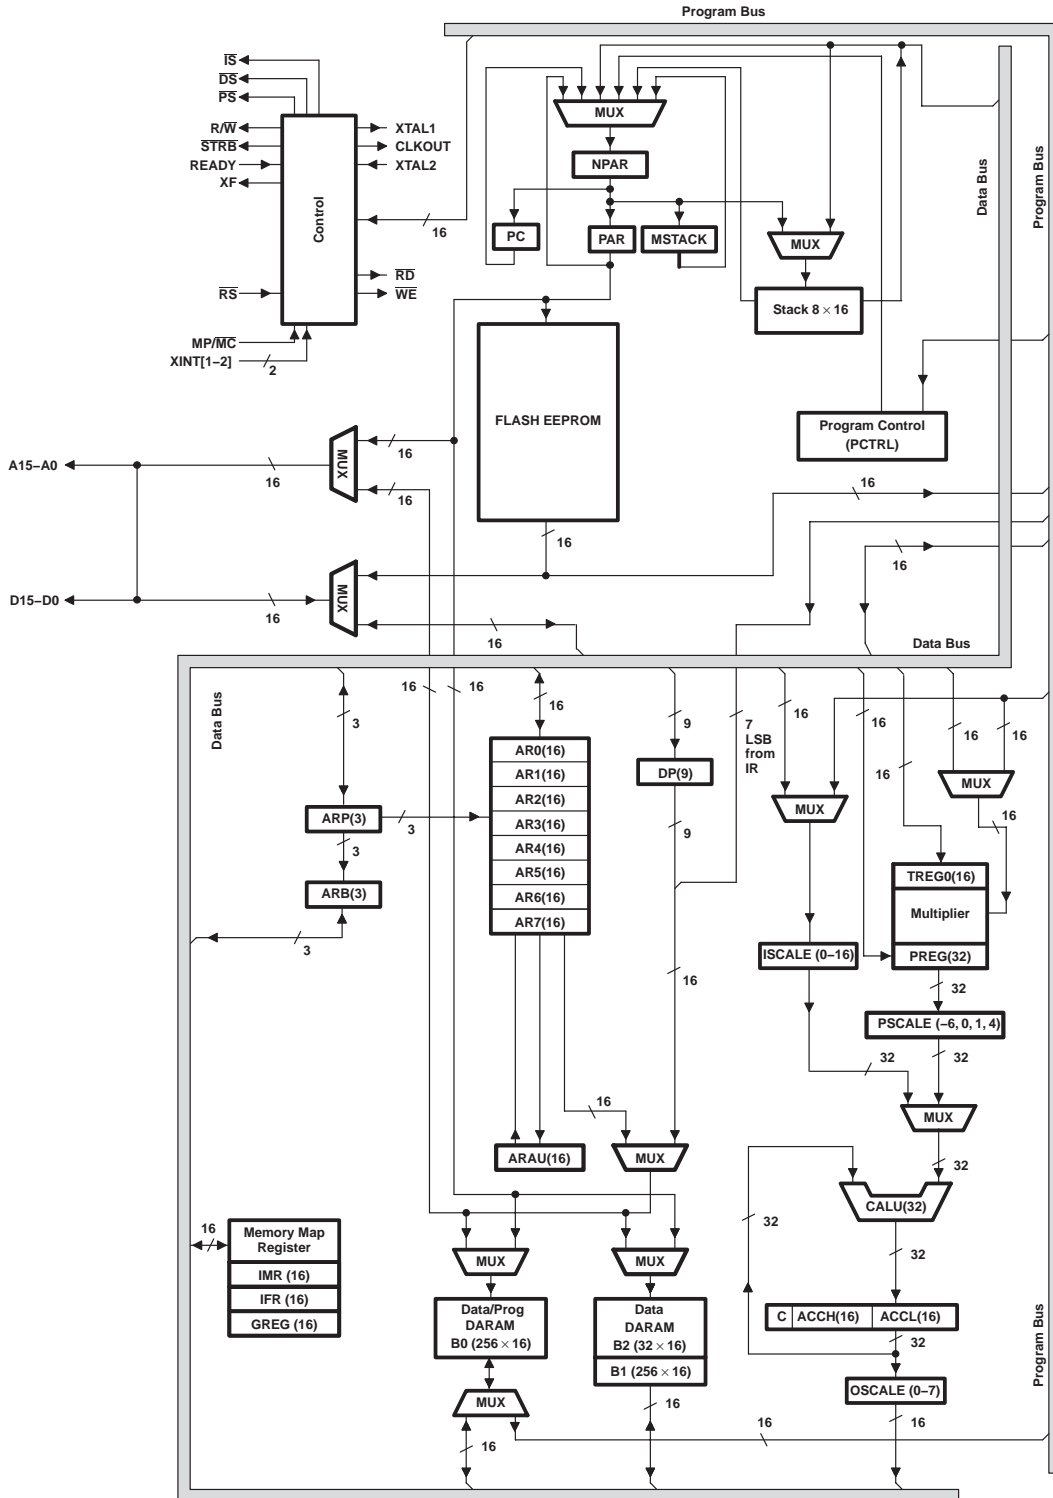 Program Bus
IS
DS
PS
R/W
STRB
READY
XF
XTAL1
CLKOUT
XTAL2
Control
16
RD
RS
WE
MP/MC
XINT[1–2]
2
MUX
NPAR
PC
PAR
MSTACK
MUX
Stack 8 × 16
Data Bus
Program Bus
FLASH EEPROM
Program Control
(PCTRL)
A15–A0
16
MUX
16
16
16
16
D15–D0
16
MUX
16
16
Data Bus
Data Bus
3
16
16
16
9
7
LSB
from
IR
16
16
16
16
16
AR0(16)
AR1(16)
AR2(16)
AR3(16)
AR4(16)
AR5(16)
AR6(16)
AR7(16)
DP(9)
9
MUX
MUX
16
ARP(3)
3
3
ARB(3)
3
TREG0(16)
Multiplier
PREG(32)
ISCALE (0–16)
16
32
PSCALE (–6, 0, 1, 4)
32
32
MUX
32
16
ARAU(16)
MUX
CALU(32)
32
32
16
Memory Map
Register
IMR (16)
IFR (16)
GREG (16)
MUX
MUX
Data/Prog
DARAM
B0 (256 × 16)
Data
DARAM
B2 (32 × 16)
B1 (256 × 16)
C
ACCH(16)
ACCL(16)
32
OSCALE (0–7)
MUX
16
16
16
16
Program Bus